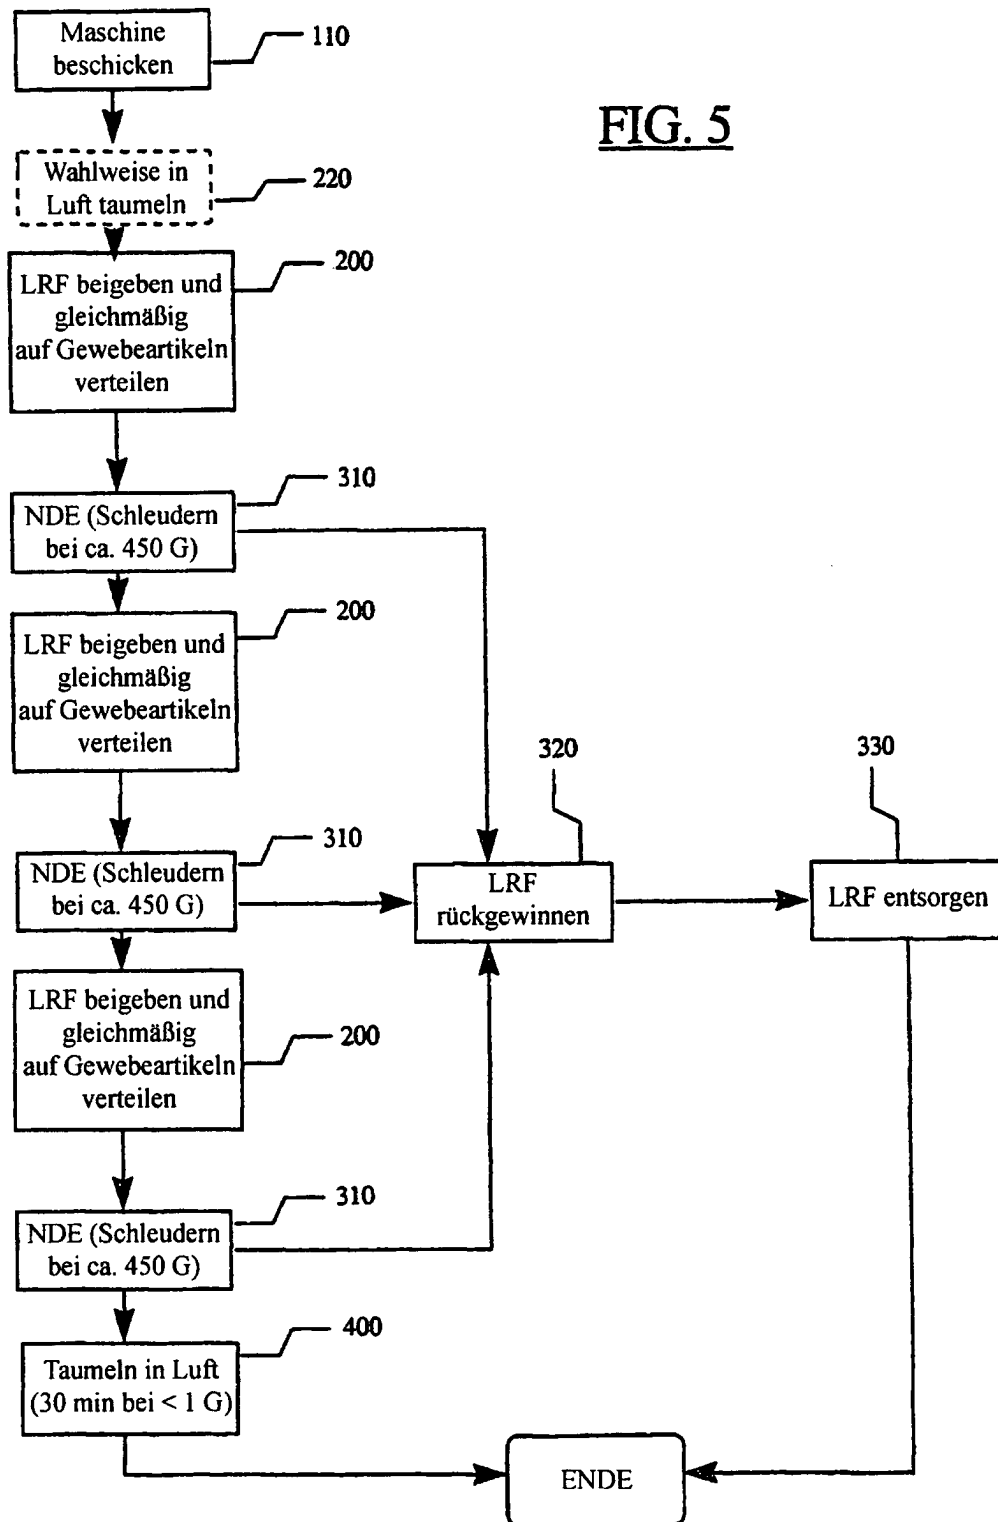 Maschine
beschicken
110
FIG. 5
Wahlweise in
Luft taumeln
220
200
LRF beigeben und
gleichmäßig
auf Gewebeartikeln
verteilen
310
NDE (Schleudern
bei ca. 450 G)
200
LRF beigeben und
gleichmäßig
auf Gewebeartikeln
verteilen
320
330
310
NDE (Schleudern
bei ca. 450 G)
LRF
rückgewinnen
LRF entsorgen
LRF beigeben und
gleichmäßig
auf Gewebeartikeln
verteilen
200
310
NDE (Schleudern
bei ca. 450 G)
400
Taumeln in Luft
(30 min bei < 1 G)
ENDE